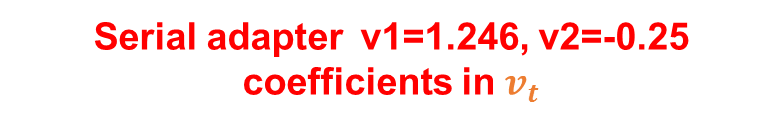 Serial adapter v1=1.246, v2=-0.25
coefficients in vₜ